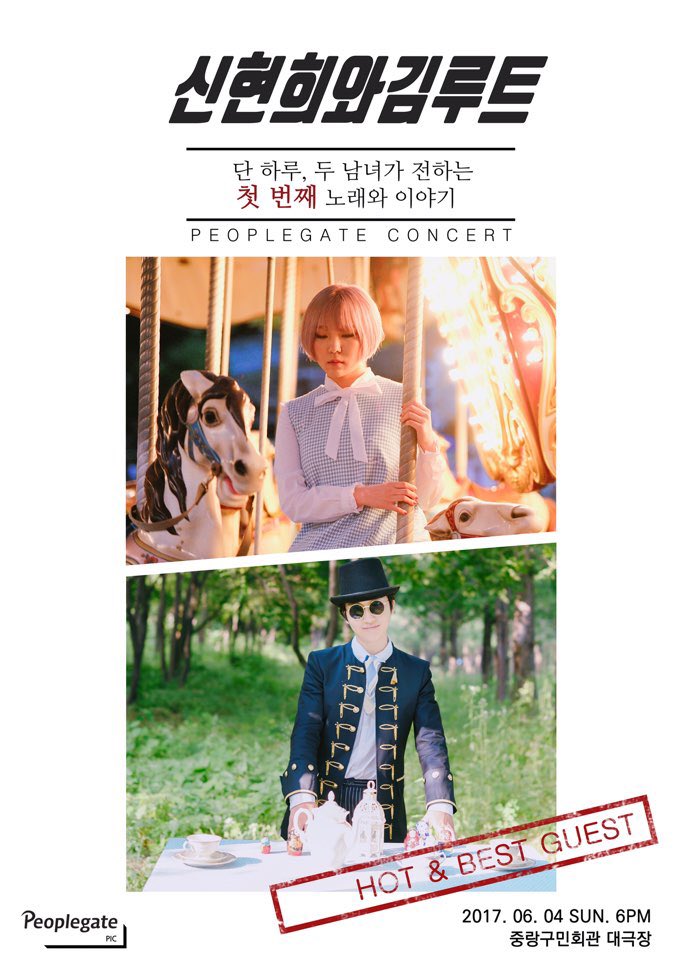 신현희와김루트
단 하루, 두 남녀가 전하는
첫 번째 노래와 이야기
PEOPLEGATE CONCERT
HOT & BEST GUEST
Peoplegate
PIC
2017. 06. 04 SUN. 6PM
중랑구민회관 대극장